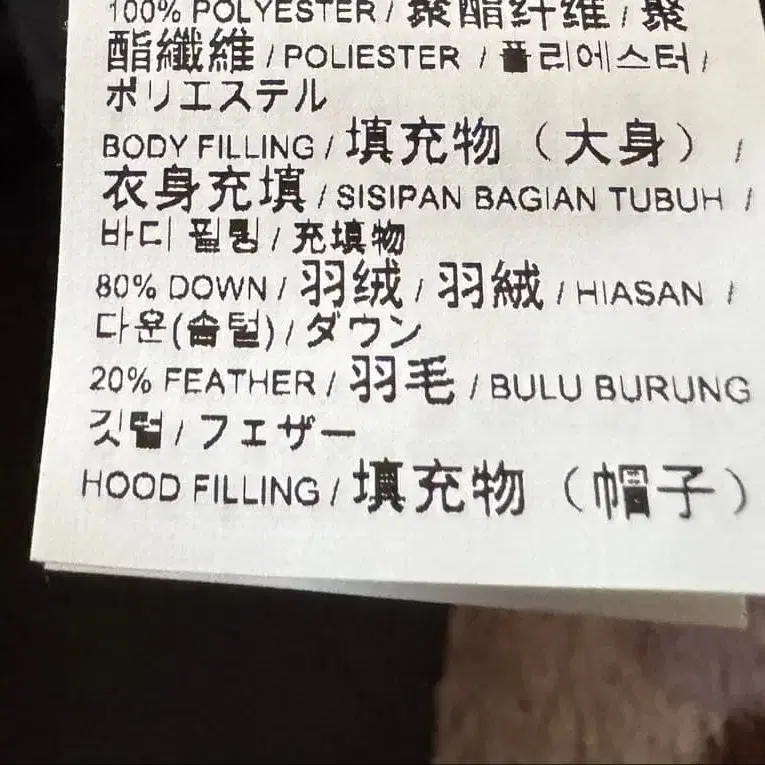 100% POLYESTER / 聚酯纤维 / 聚
酯纖維 / POLIESTER / 폴리에스터 /
ポリエステル
BODY FILLING / 填充物（大身） /
衣身充填 / SISIPAN BAGIAN TUBUH /
바디 필링 / 充填物
80% DOWN / 羽绒 / 羽絨 / HIASAN /
다운(솜털) / ダウン
20% FEATHER / 羽毛 / BULU BURUNG
깃털 / フェザー
HOOD FILLING / 填充物（帽子）